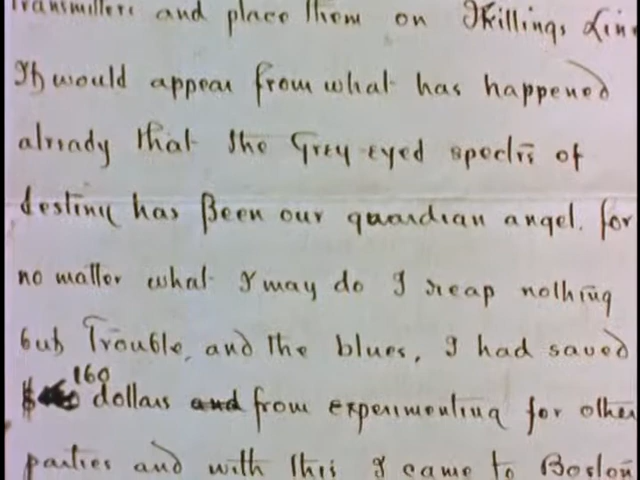 Transmitters and place them on Skillings Line
It would appear from what has happened
already that the Grey-eyed spectre of
destiny has Been our guardian angel. for
no matter what I may do I reap nothing
but Trouble, and the blues, I had saved
160
dollars and from experimenting for other
parties and with this I came to Boston